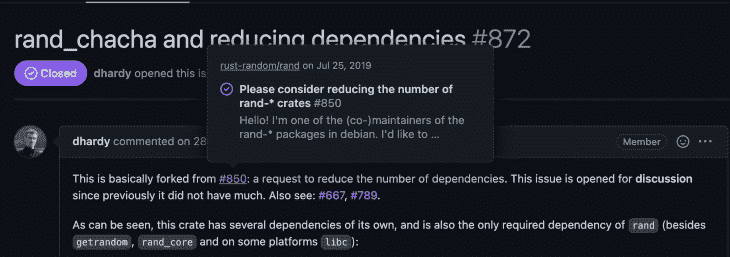 rand_chacha and reducing dependencies #872
Closed dhardy opened this is
rust-random/rand on Jul 25, 2019
Please consider reducing the number of
rand-* crates #850
Hello! I'm one of the (co-)maintainers of the
rand-* packages in debian. I'd like to ...
dhardy commented on 28 Member
This is basically forked from #850: a request to reduce the number of dependencies. This issue is opened for discussion
since previously it did not have much. Also see: #667, #789.
As can be seen, this crate has several dependencies of its own, and is also the only required dependency of rand (besides
getrandom, rand_core and on some platforms libc):